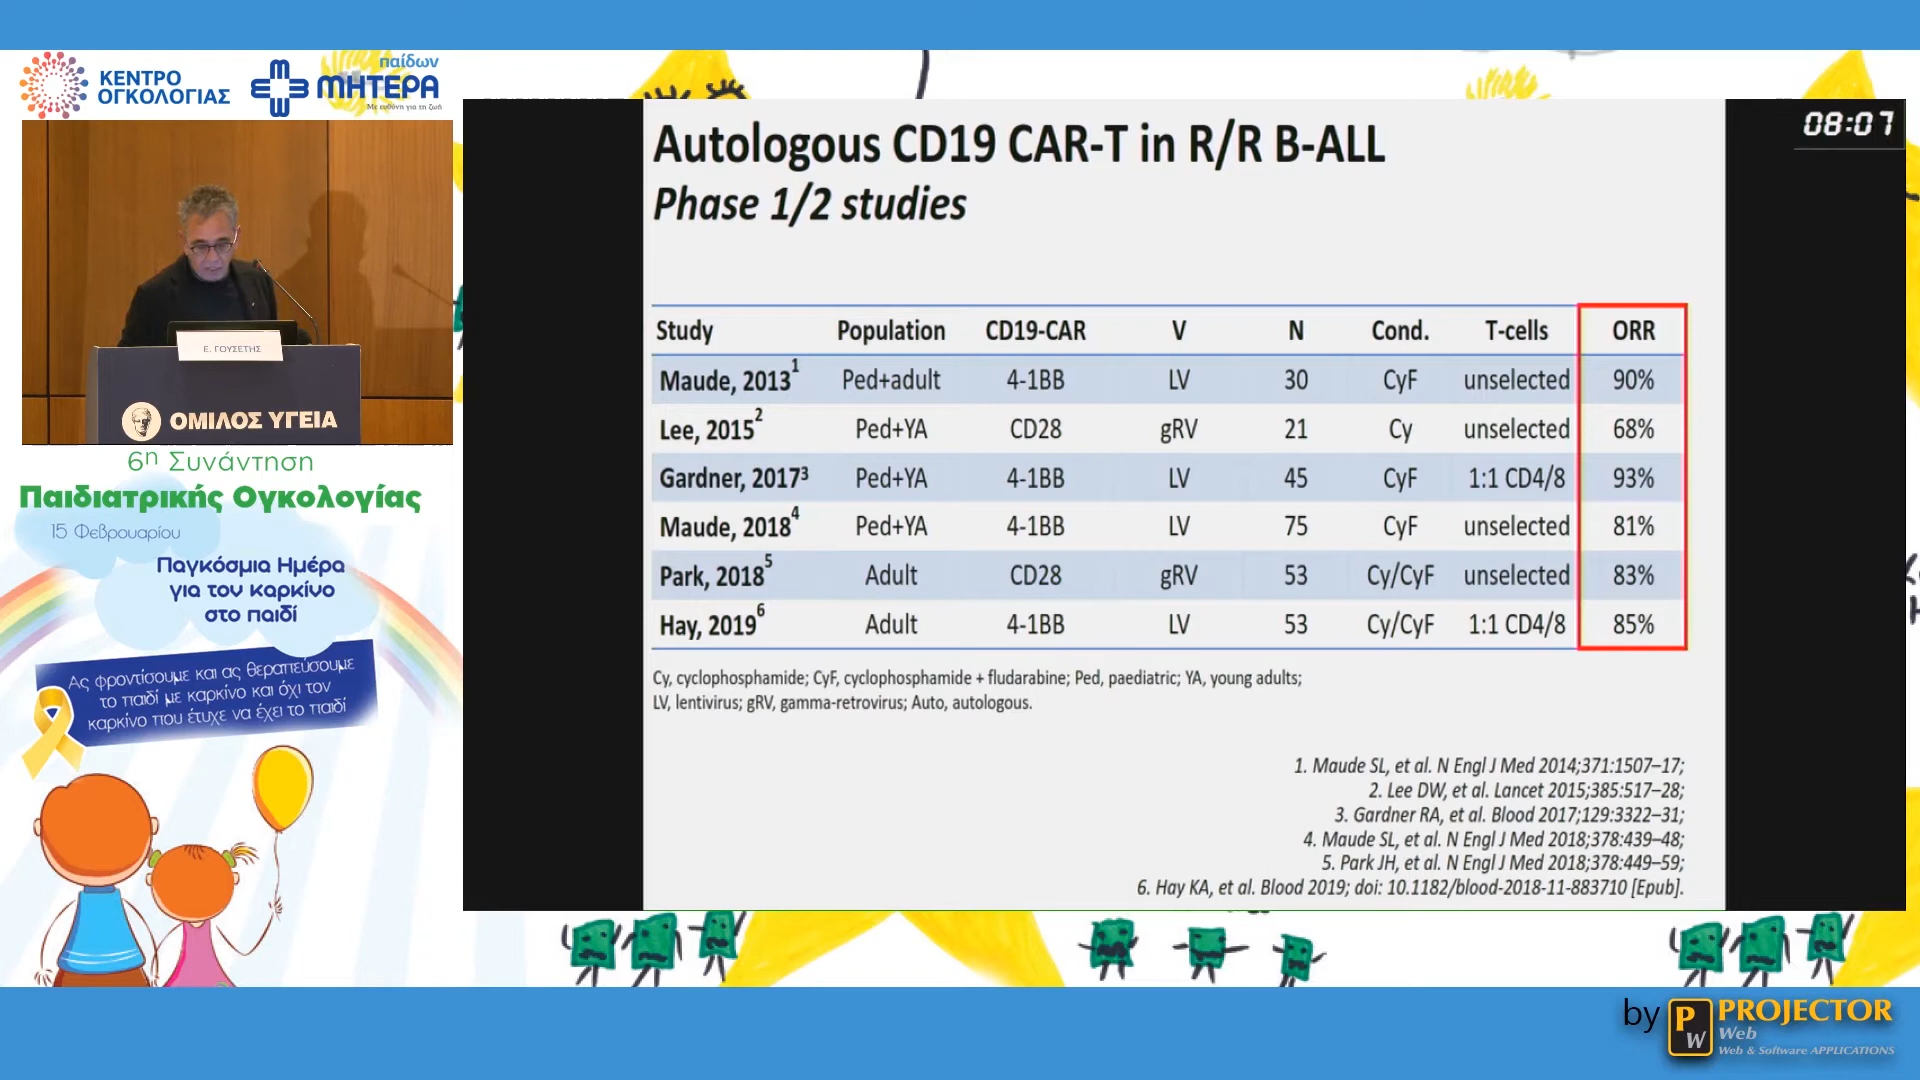 ΚΕΝΤΡΟ
ΟΓΚΟΛΟΓΙΑΣ
παίδων
ΜΗΤΕΡΑ
Με ευθύνη για τη ζωή
Ε. ΓΟΥΣΕΤΗΣ
ΟΜΙΛΟΣ ΥΓΕΙΑ
6η Συνάντηση
Παιδιατρικής Ογκολογίας
15 Φεβρουαρίου
Παγκόσμια Ημέρα
για τον καρκίνο
στο παιδί
Ας φροντίσουμε και ας θεραπεύσουμε
το παιδί με καρκίνο και όχι τον
καρκίνο που έτυχε να έχει το παιδί
08:07
Autologous CD19 CAR-T in R/R B-ALL
Phase 1/2 studies
Study Population CD19-CAR V N Cond. T-cells ORR
Maude, 2013¹ Ped+adult 4-1BB LV 30 CyF unselected 90%
Lee, 2015² Ped+YA CD28 gRV 21 Cy unselected 68%
Gardner, 2017³ Ped+YA 4-1BB LV 45 CyF 1:1 CD4/8 93%
Maude, 2018⁴ Ped+YA 4-1BB LV 75 CyF unselected 81%
Park, 2018⁵ Adult CD28 gRV 53 Cy/CyF unselected 83%
Hay, 2019⁶ Adult 4-1BB LV 53 Cy/CyF 1:1 CD4/8 85%
Cy, cyclophosphamide; CyF, cyclophosphamide + fludarabine; Ped, paediatric; YA, young adults;
LV, lentivirus; gRV, gamma-retrovirus; Auto, autologous.
1. Maude SL, et al. N Engl J Med 2014;371:1507–17;
2. Lee DW, et al. Lancet 2015;385:517–28;
3. Gardner RA, et al. Blood 2017;129:3322–31;
4. Maude SL, et al. N Engl J Med 2018;378:439–48;
5. Park JH, et al. N Engl J Med 2018;378:449–59;
6. Hay KA, et al. Blood 2019; doi: 10.1182/blood-2018-11-883710 [Epub].
by PW PROJECTOR
Web
Web & Software APPLICATIONS